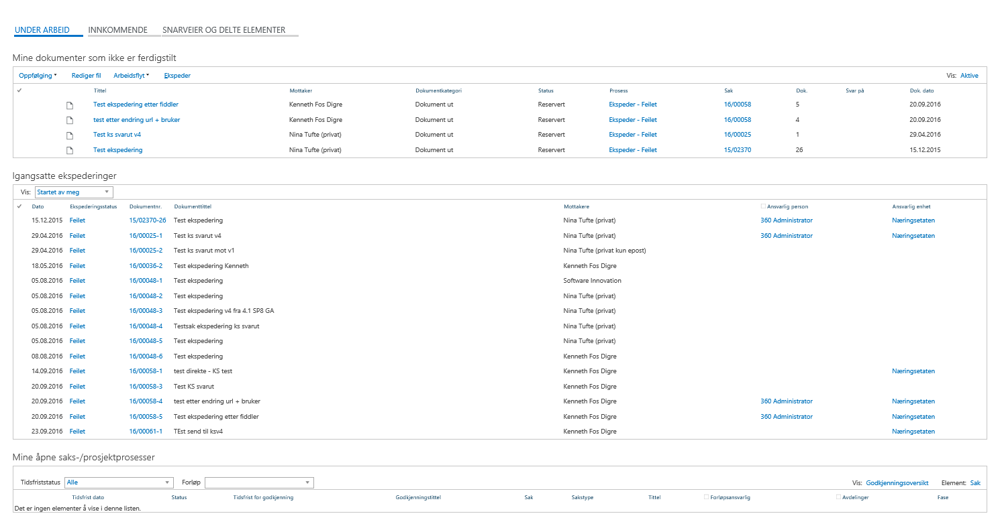 UNDER ARBEID INNKOMMENDE SNARVEIER OG DELTE ELEMENTER
Mine dokumenter som ikke er ferdigstilt
Oppfølging Rediger fil Arbeidsflyt Ekspeder Vis: Aktive
Tittel Mottaker Dokumentkategori Status Prosess Sak Dok. Svar på Dok. dato
Test ekspedering etter fiddler Kenneth Fos Digre Dokument ut Reservert Ekspeder - Feilet 16/00058 5 20.09.2016
test etter endring url + bruker Kenneth Fos Digre Dokument ut Reservert Ekspeder - Feilet 16/00058 4 20.09.2016
Test ks svarut v4 Nina Tufte (privat) Dokument ut Reservert Ekspeder - Feilet 16/00025 1 29.04.2016
Test ekspedering Nina Tufte (privat) Dokument ut Reservert Ekspeder - Feilet 15/02370 26 15.12.2015
Igangsatte ekspederinger
Vis: Startet av meg
Dato Ekspederingsstatus Dokumentnr. Dokumenttittel Mottakere Ansvarlig person Ansvarlig enhet
15.12.2015 Feilet 15/02370-26 Test ekspedering Nina Tufte (privat) 360 Administrator Næringsetaten
29.04.2016 Feilet 16/00025-1 Test ks svarut v4 Nina Tufte (privat) 360 Administrator Næringsetaten
29.04.2016 Feilet 16/00025-2 Test ks svarut mot v1 Nina Tufte (privat kun epost)
18.05.2016 Feilet 16/00036-2 Test ekspedering Kenneth Kenneth Fos Digre
05.08.2016 Feilet 16/00048-1 Test ekspedering Software Innovation
05.08.2016 Feilet 16/00048-2 Test ekspedering Nina Tufte (privat)
05.08.2016 Feilet 16/00048-3 Test ekspedering v4 fra 4.1 SP8 GA Nina Tufte (privat)
05.08.2016 Feilet 16/00048-4 Testsak ekspedering ks svarut Nina Tufte (privat)
05.08.2016 Feilet 16/00048-5 Test ekspedering Nina Tufte (privat)
08.08.2016 Feilet 16/00048-6 Test ekspedering Kenneth Fos Digre
14.09.2016 Feilet 16/00058-1 test direkte - KS test Kenneth Fos Digre Næringsetaten
20.09.2016 Feilet 16/00058-3 Test KS svarut Kenneth Fos Digre
20.09.2016 Feilet 16/00058-4 test etter endring url + bruker Kenneth Fos Digre 360 Administrator Næringsetaten
20.09.2016 Feilet 16/00058-5 Test ekspedering etter fiddler Kenneth Fos Digre 360 Administrator Næringsetaten
23.09.2016 Feilet 16/00061-1 TEst send til ksv4 Kenneth Fos Digre Næringsetaten
Mine åpne saks-/prosjektprosesser
Tidsfriststatus Alle Forløp Vis: Godkjenningsoversikt Element: Sak
Tidsfrist dato Status Tidsfrist for godkjenning Godkjenningstittel Sak Sakstype Tittel Forløpsansvarlig Avdelinger Fase
Det er ingen elementer å vise i denne listen.